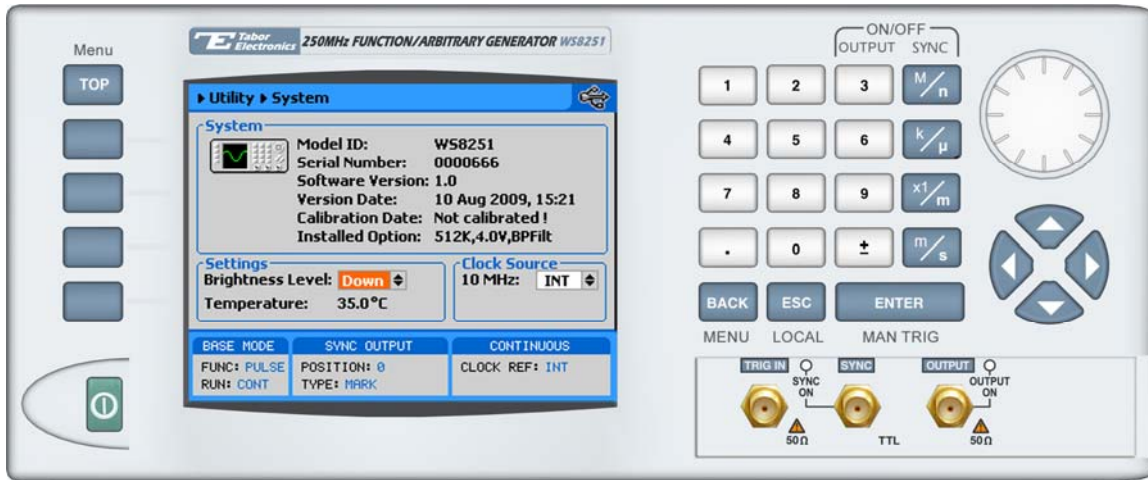 Menu
TOP
Tabor Electronics 250MHz FUNCTION/ARBITRARY GENERATOR WS8251
Utility System
System
Model ID: WS8251
Serial Number: 0000666
Software Version: 1.0
Version Date: 10 Aug 2009, 15:21
Calibration Date: Not calibrated !
Installed Option: 512K,4.0V,BPFilt
Settings
Brightness Level: Down
Temperature: 35.0°C
Clock Source
10 MHz: INT
BASE MODE
FUNC: PULSE
RUN: CONT
SYNC OUTPUT
POSITION: 0
TYPE: MARK
CONTINUOUS
CLOCK REF: INT
ON/OFF
OUTPUT SYNC
1 2 3 M/n
4 5 6 k/µ
7 8 9 x1/m
. 0 ± m/s
BACK ESC ENTER
MENU LOCAL MAN TRIG
TRIG IN SYNC OUTPUT
SYNC ON
OUTPUT ON
50Ω TTL 50Ω